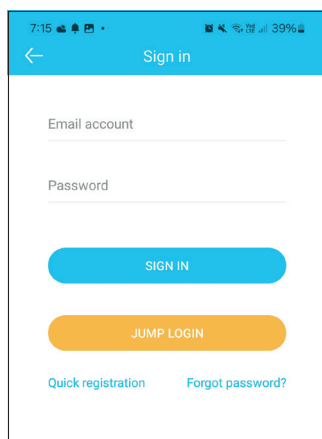 7:15 39%
Sign in
Email account
Password
SIGN IN
JUMP LOGIN
Quick registration Forgot password?